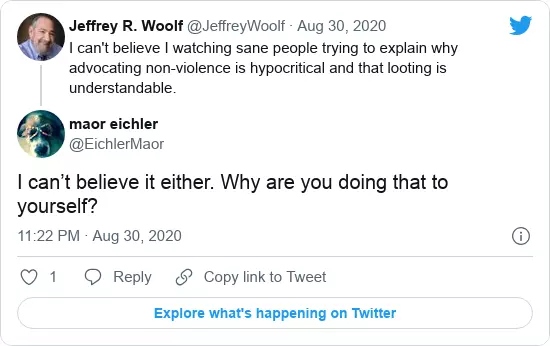 Jeffrey R. Woolf @JeffreyWoolf · Aug 30, 2020
I can't believe I watching sane people trying to explain why
advocating non-violence is hypocritical and that looting is
understandable.
maor eichler
@EichlerMaor
I can’t believe it either. Why are you doing that to
yourself?
11:22 PM · Aug 30, 2020
1 Reply Copy link to Tweet
Explore what's happening on Twitter